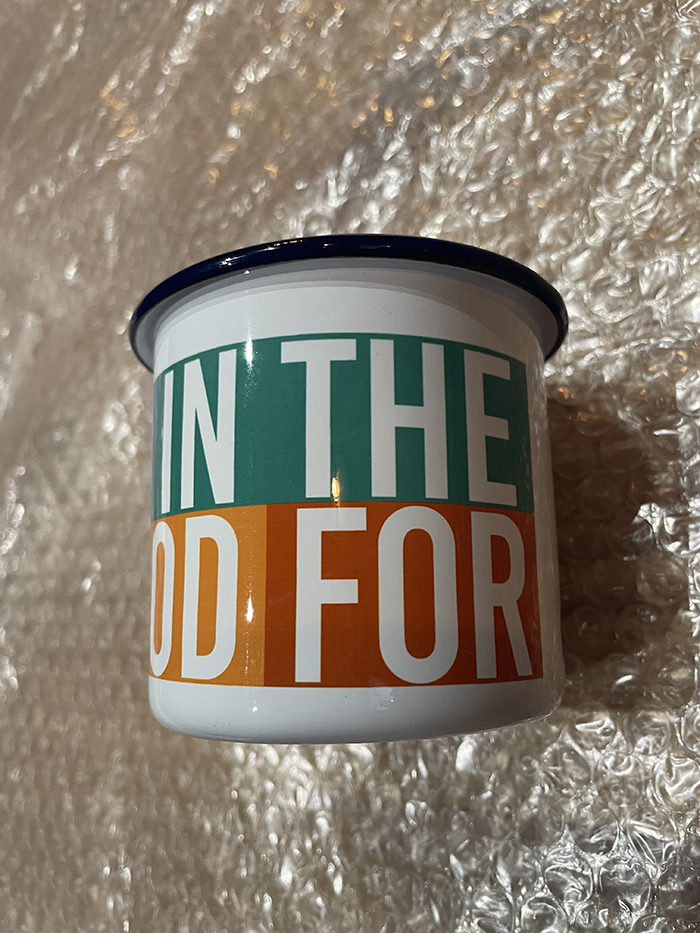 IN THE
OD FOR